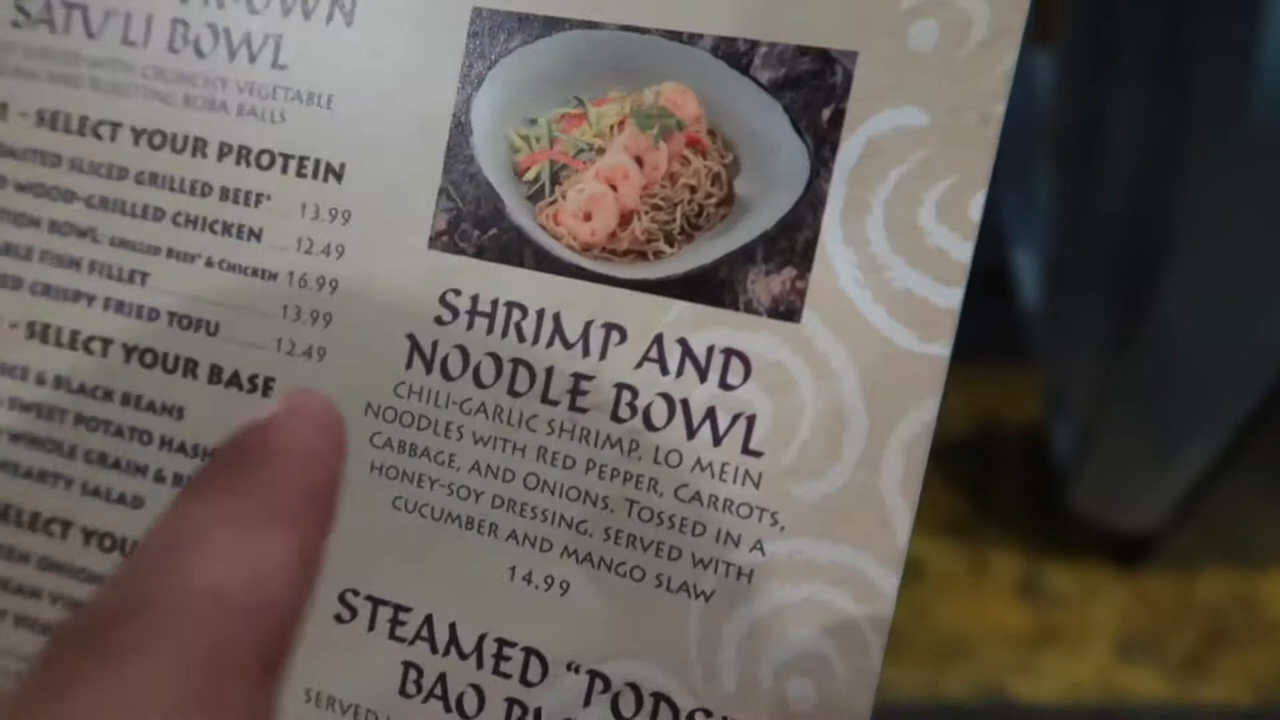 SATU'LI BOWL
CRUNCHY VEGETABLE
BOBA BALLS
- SELECT YOUR PROTEIN
SLICED GRILLED BEEF* 13.99
WOOD-GRILLED CHICKEN 12.49
BOWL: GRILLED BEEF* & CHICKEN 16.99
FISH FILLET 13.99
CRISPY FRIED TOFU 12.49
- SELECT YOUR BASE
& BLACK BEANS
SWEET POTATO HASH
WHOLE GRAIN &
HEARTY SALAD
SHRIMP AND
NOODLE BOWL
CHILI-GARLIC SHRIMP, LO MEIN
NOODLES WITH RED PEPPER, CARROTS,
CABBAGE, AND ONIONS, TOSSED IN A
HONEY-SOY DRESSING, SERVED WITH
CUCUMBER AND MANGO SLAW
14.99
STEAMED "PODS"
BAO
SERVED